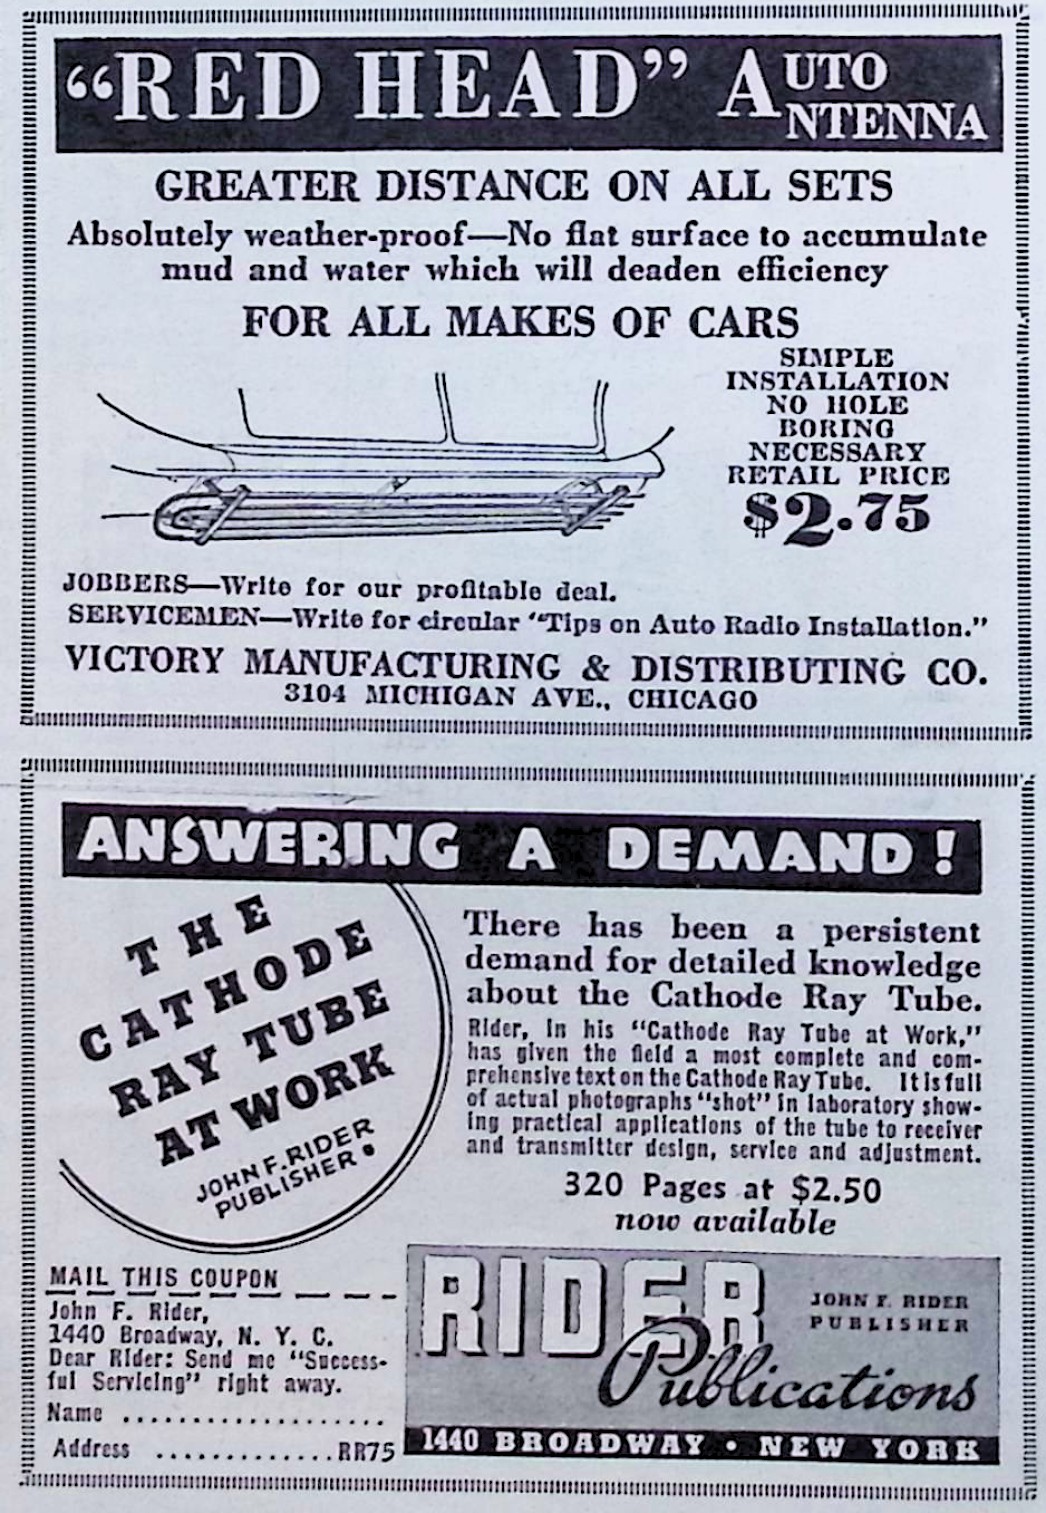 “RED HEAD” AUTO ANTENNA
GREATER DISTANCE ON ALL SETS
Absolutely weather-proof—No flat surface to accumulate
mud and water which will deaden efficiency
FOR ALL MAKES OF CARS
SIMPLE
INSTALLATION
NO HOLE
BORING
NECESSARY
RETAIL PRICE
$2.75
JOBBERS—Write for our profitable deal.
SERVICEMEN—Write for circular “Tips on Auto Radio Installation.”
VICTORY MANUFACTURING & DISTRIBUTING CO.
3104 MICHIGAN AVE., CHICAGO
ANSWERING A DEMAND!
THE
CATHODE
RAY TUBE
AT WORK
JOHN F. RIDER
PUBLISHER •
There has been a persistent
demand for detailed knowledge
about the Cathode Ray Tube.
Rider, in his “Cathode Ray Tube at Work,”
has given the field a most complete and com-
prehensive text on the Cathode Ray Tube. It is full
of actual photographs “shot” in laboratory show-
ing practical applications of the tube to receiver
and transmitter design, service and adjustment.
320 Pages at $2.50
now available
MAIL THIS COUPON
John F. Rider,
1440 Broadway, N. Y. C.
Dear Rider: Send me “Success-
ful Servicing” right away.
Name ....................
Address .............RR75
RIDER
Publications
JOHN F. RIDER
PUBLISHER
1440 BROADWAY • NEW YORK